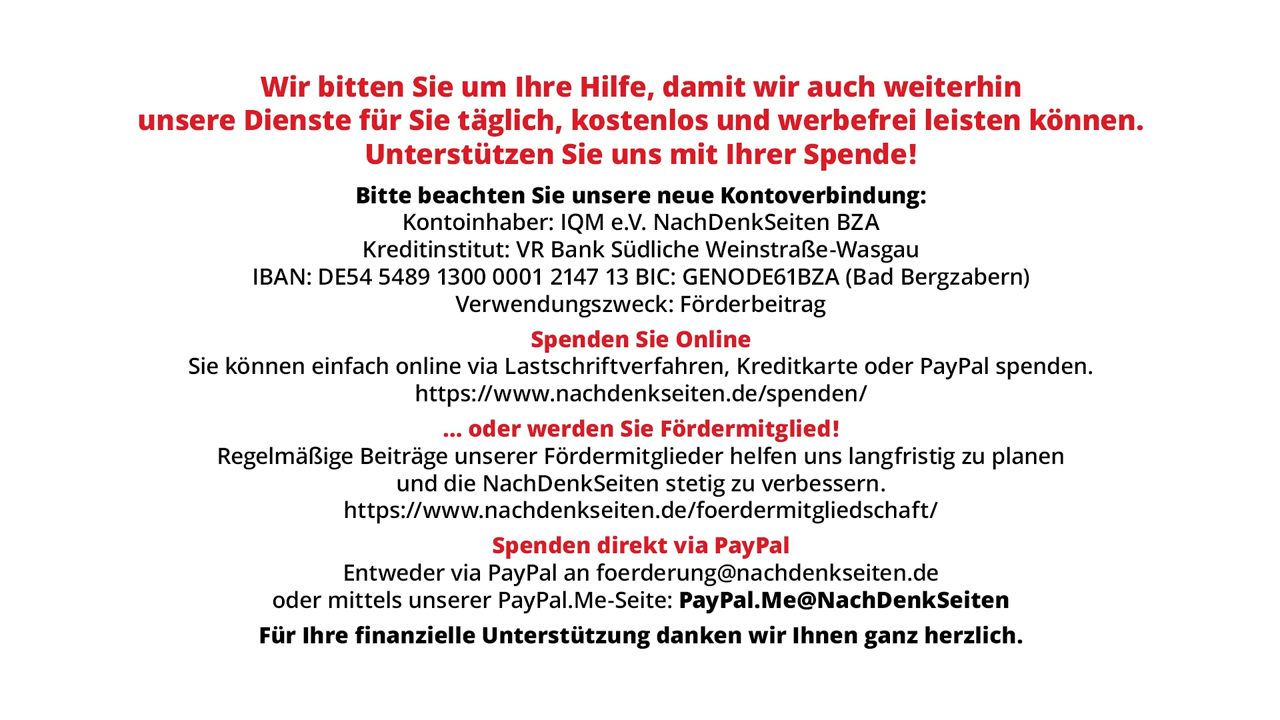 Wir bitten Sie um Ihre Hilfe, damit wir auch weiterhin
unsere Dienste für Sie täglich, kostenlos und werbefrei leisten können.
Unterstützen Sie uns mit Ihrer Spende!
Bitte beachten Sie unsere neue Kontoverbindung:
Kontoinhaber: IQM e.V. NachDenkSeiten BZA
Kreditinstitut: VR Bank Südliche Weinstraße-Wasgau
IBAN: DE54 5489 1300 0001 2147 13 BIC: GENODE61BZA (Bad Bergzabern)
Verwendungszweck: Förderbeitrag
Spenden Sie Online
Sie können einfach online via Lastschriftverfahren, Kreditkarte oder PayPal spenden.
https://www.nachdenkseiten.de/spenden/
... oder werden Sie Fördermitglied!
Regelmäßige Beiträge unserer Fördermitglieder helfen uns langfristig zu planen
und die NachDenkSeiten stetig zu verbessern.
https://www.nachdenkseiten.de/foerdermitgliedschaft/
Spenden direkt via PayPal
Entweder via PayPal an foerderung@nachdenkseiten.de
oder mittels unserer PayPal.Me-Seite: PayPal.Me@NachDenkSeiten
Für Ihre finanzielle Unterstützung danken wir Ihnen ganz herzlich.